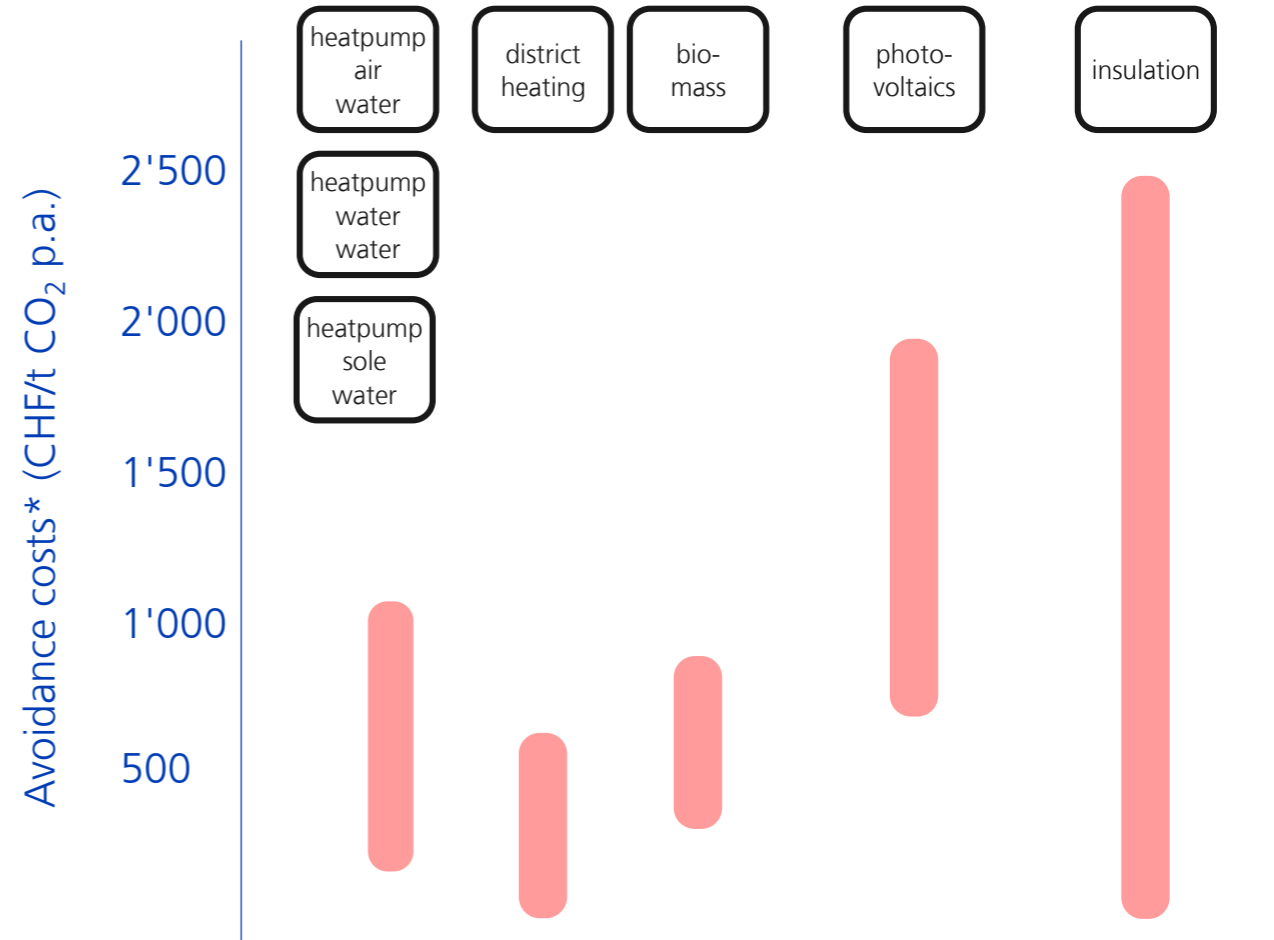 heatpump
air
water
district
heating
bio-
mass
photo-
voltaics
insulation
heatpump
water
water
heatpump
sole
water
Avoidance costs* (CHF/t CO₂ p.a.)
2'500
2'000
1'500
1'000
500